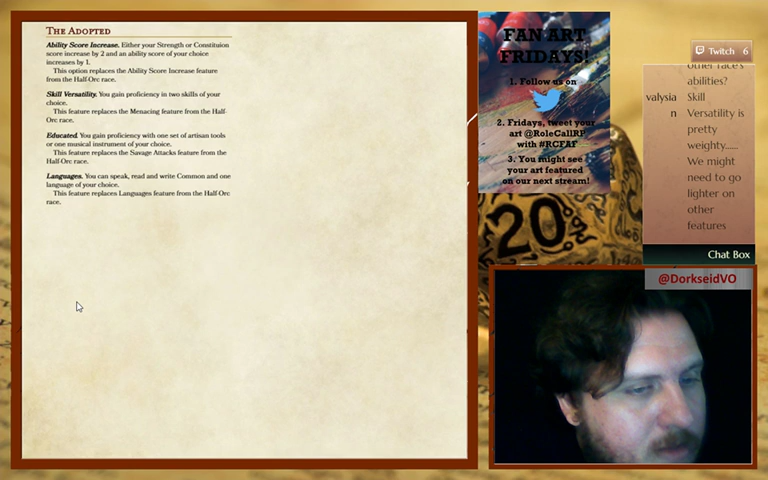 The Adopted
Ability Score Increase. Either your Strength or Constituion
score increase by 2 and an ability score of your choice
increases by 1.
This option replaces the Ability Score Increase feature
from the Half-Orc race.
Skill Versatility. You gain proficiency in two skills of your
choice.
This feature replaces the Menacing feature from the Half-
Orc race.
Educated. You gain proficiency with one set of artisan tools
or one musical instrument of your choice.
This feature replaces the Savage Attacks feature from the
Half-Orc race.
Languages. You can speak, read and write Common and one
language of your choice.
This feature replaces Languages feature from the Half-Orc
race.
FAN ART
FRIDAYS!
1. Follow us on
2. Fridays, tweet your
art @RoleCallRP
with #RCFAF
3. You might see
your art featured
on our next stream!
20
Twitch 6
other race's
abilities?
valysia
n
Skill
Versatility is
pretty
weighty......
We might
need to go
lighter on
other
features
Chat Box
@DorkseidVO